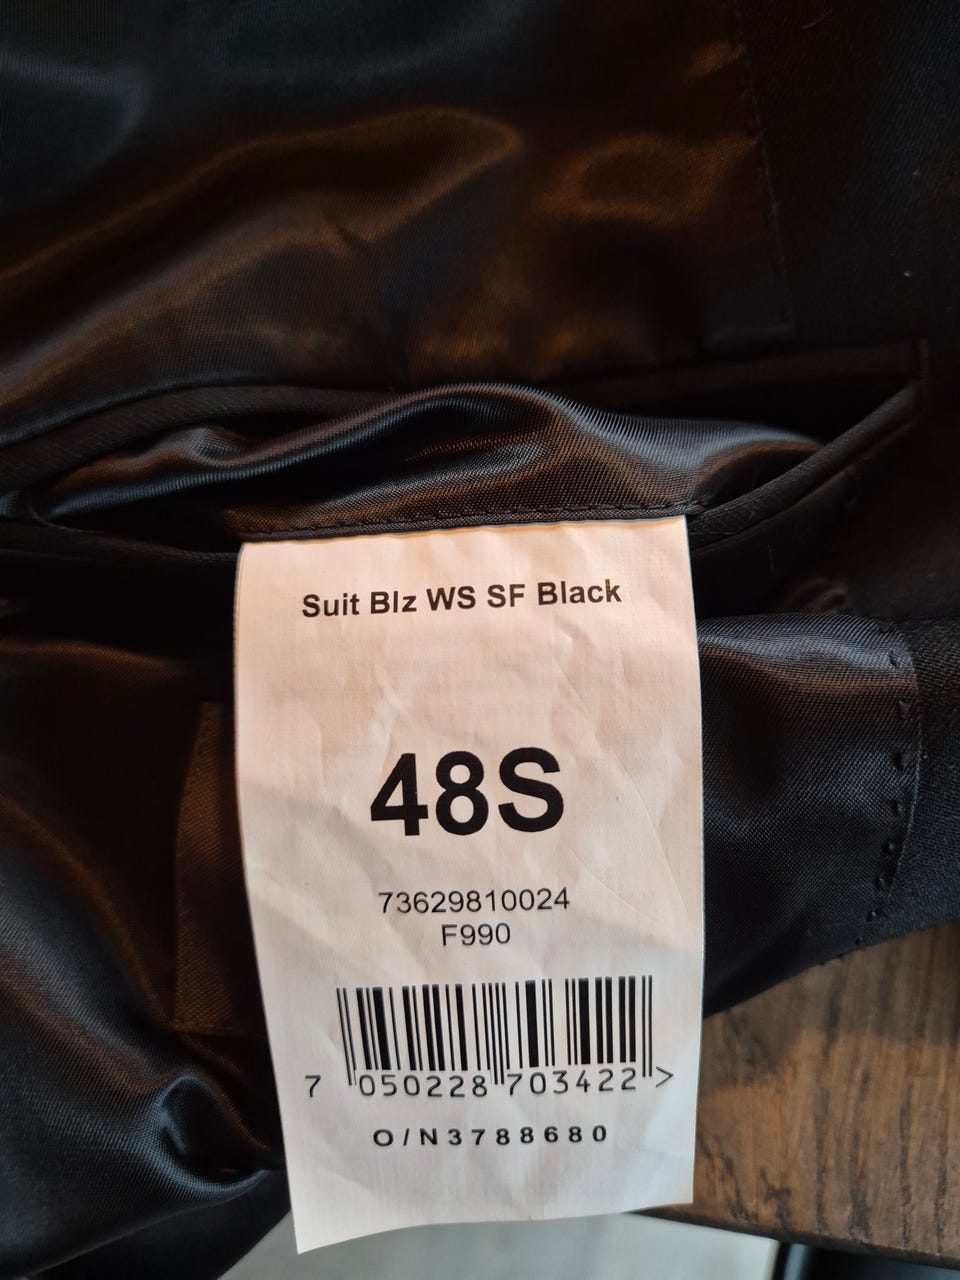 Suit Blz WS SF Black
48S
73629810024
F990
7 050228 703422 >
O/N3788680